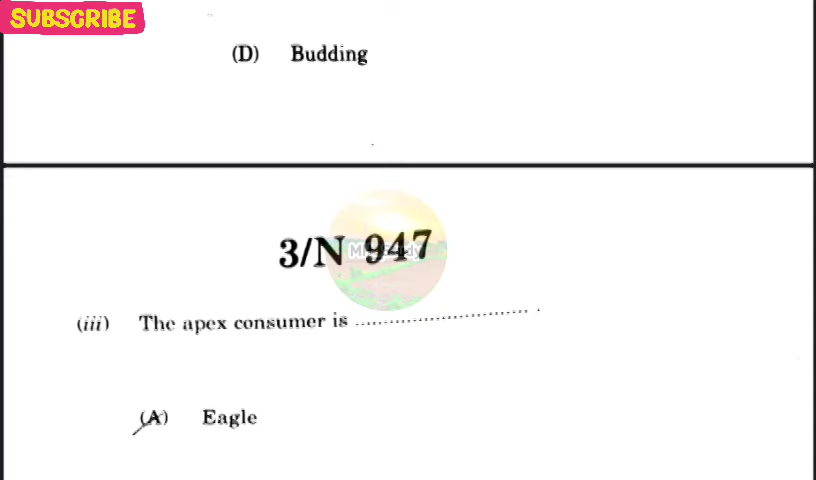 SUBSCRIBE
(D) Budding
3/N 947
(iii) The apex consumer is .............................. .
(A) Eagle